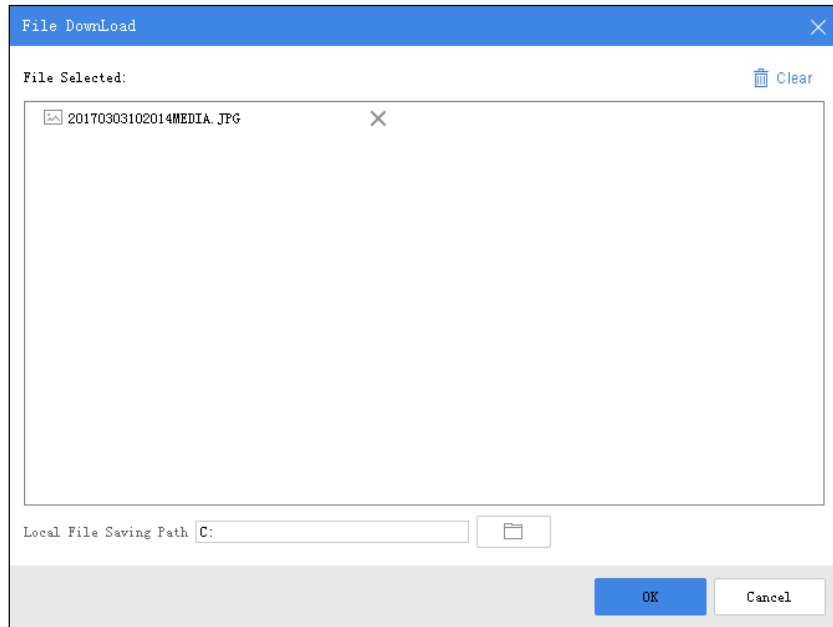 File DownLoad
File Selected:
Clear
20170303102014MEDIA.JPG
Local File Saving Path C:
OK
Cancel